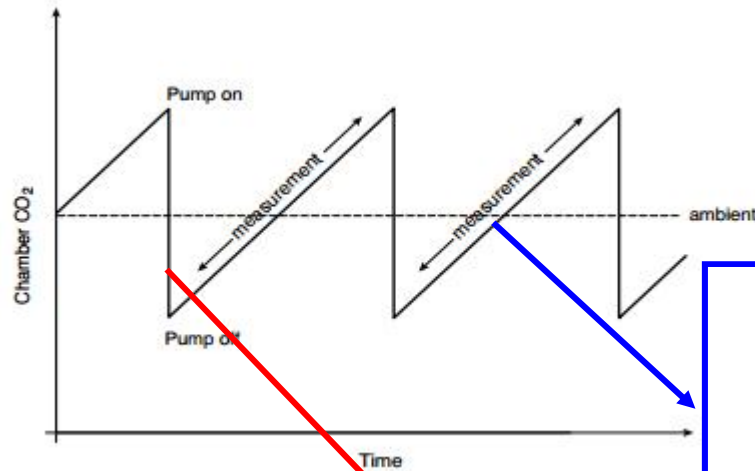 Pump on
measurement
measurement
ambient
Chamber CO₂
Pump off
Time